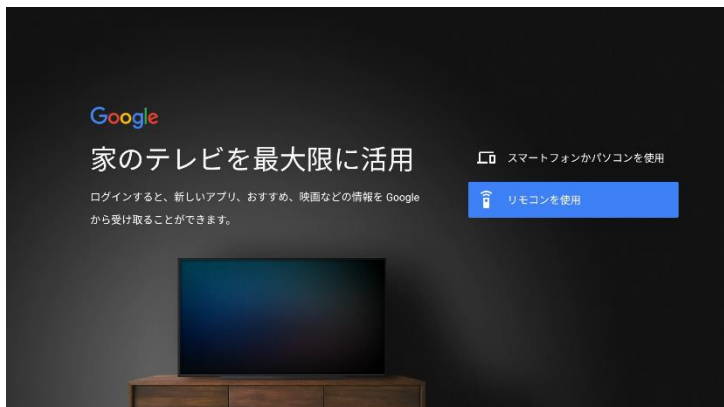 Google
家のテレビを最大限に活用
ログインすると、新しいアプリ、おすすめ、映画などの情報を Google
から受け取ることができます。
スマートフォンかパソコンを使用
リモコンを使用